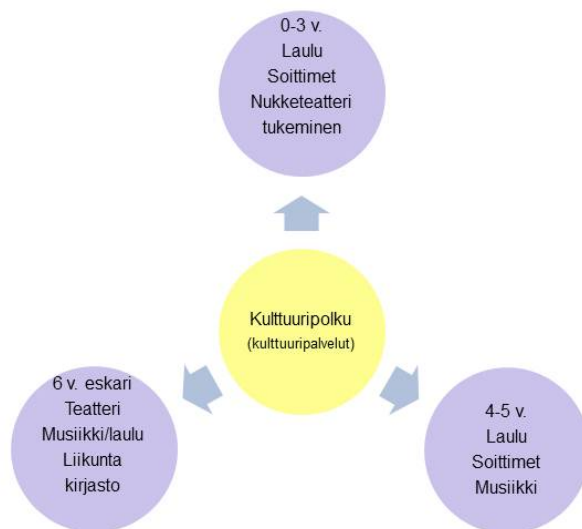 0-3 v.
Laulu
Soittimet
Nukketeatteri
tukeminen
Kulttuuripolku
(kulttuuripalvelut)
6 v. eskari
Teatteri
Musiikki/laulu
Liikunta
kirjasto
4-5 v.
Laulu
Soittimet
Musiikki